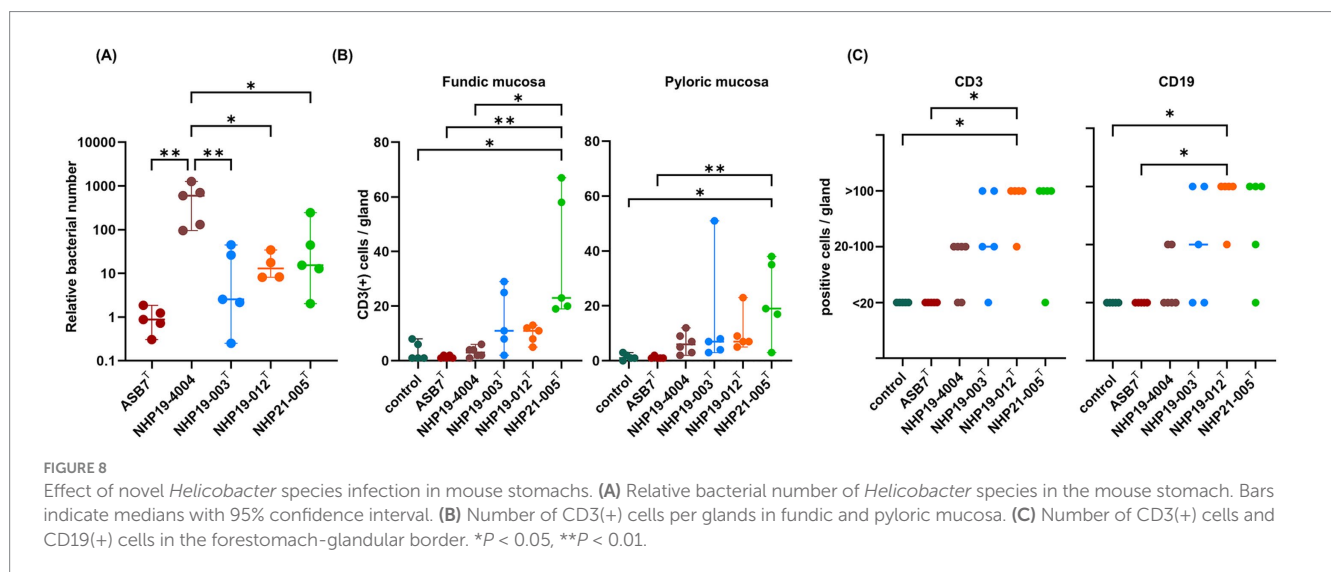 (A)
**
**
*
*
Relative bacterial number
10000
1000
100
10
1
0.1
ASB7ᵀ
NHP19-4004
NHP19-003ᵀ
NHP19-012ᵀ
NHP21-005ᵀ
(B)
Fundic mucosa
*
**
*
CD3(+) cells / gland
80
60
40
20
0
control
ASB7ᵀ
NHP19-4004
NHP19-003ᵀ
NHP19-012ᵀ
NHP21-005ᵀ
Pyloric mucosa
**
*
80
60
40
20
0
control
ASB7ᵀ
NHP19-4004
NHP19-003ᵀ
NHP19-012ᵀ
NHP21-005ᵀ
(C)
CD3
*
*
positive cells / gland
>100
20-100
<20
control
ASB7ᵀ
NHP19-4004
NHP19-003ᵀ
NHP19-012ᵀ
NHP21-005ᵀ
CD19
*
*
control
ASB7ᵀ
NHP19-4004
NHP19-003ᵀ
NHP19-012ᵀ
NHP21-005ᵀ
FIGURE 8
Effect of novel Helicobacter species infection in mouse stomachs. (A) Relative bacterial number of Helicobacter species in the mouse stomach. Bars
indicate medians with 95% confidence interval. (B) Number of CD3(+) cells per glands in fundic and pyloric mucosa. (C) Number of CD3(+) cells and
CD19(+) cells in the forestomach-glandular border. *P < 0.05, **P < 0.01.